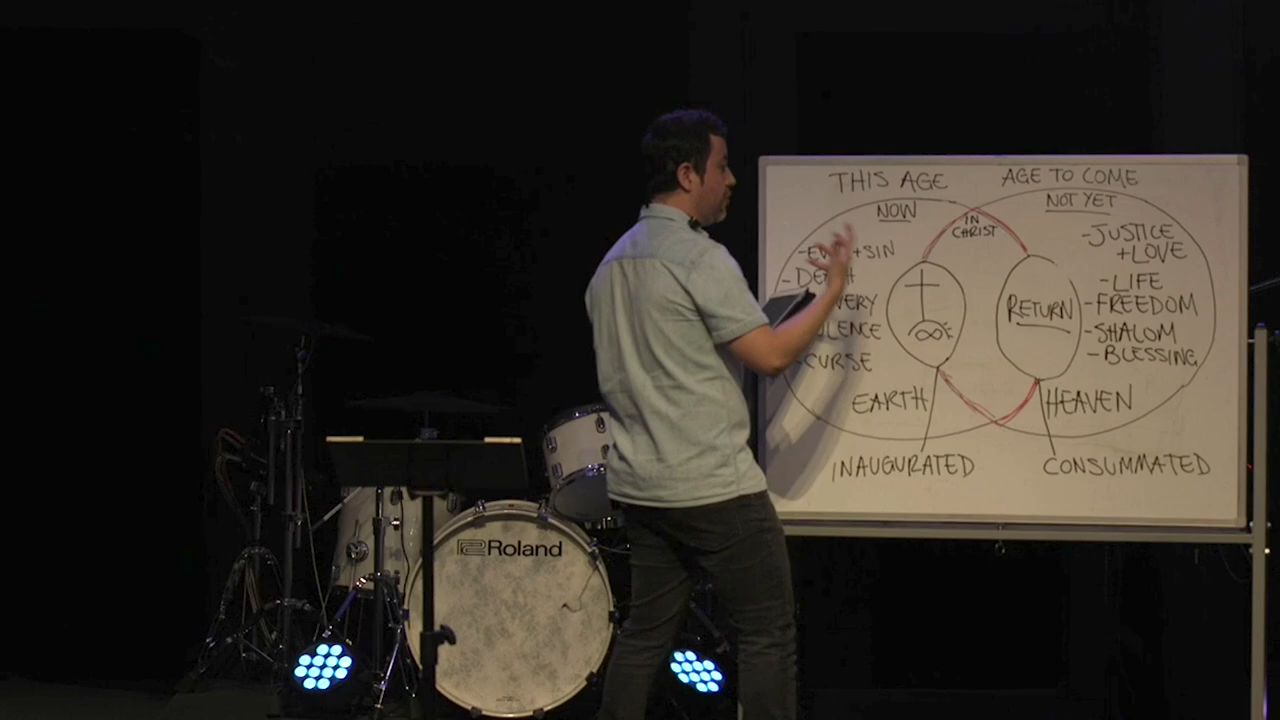 THIS AGE
AGE TO COME
NOW
NOT YET
IN
CHRIST
+SIN
-JUSTICE
+LOVE
-LIFE
-FREEDOM
-SHALOM
-BLESSING
-CURSE
RETURN
EARTH
HEAVEN
INAUGURATED
CONSUMMATED
Roland